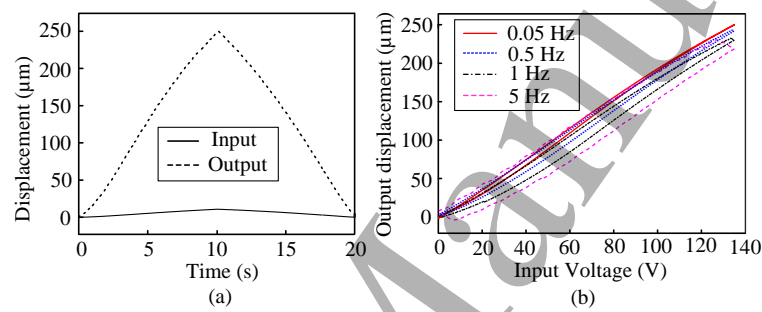 Displacement (µm)
250
200
150
100
50
0
Input
Output
0
5
10
15
20
Time (s)
(a)
Output displacement (µm)
250
200
150
100
50
0
0.05 Hz
0.5 Hz
1 Hz
5 Hz
0
20
40
60
80
100
120
140
Input Voltage (V)
(b)
Manu